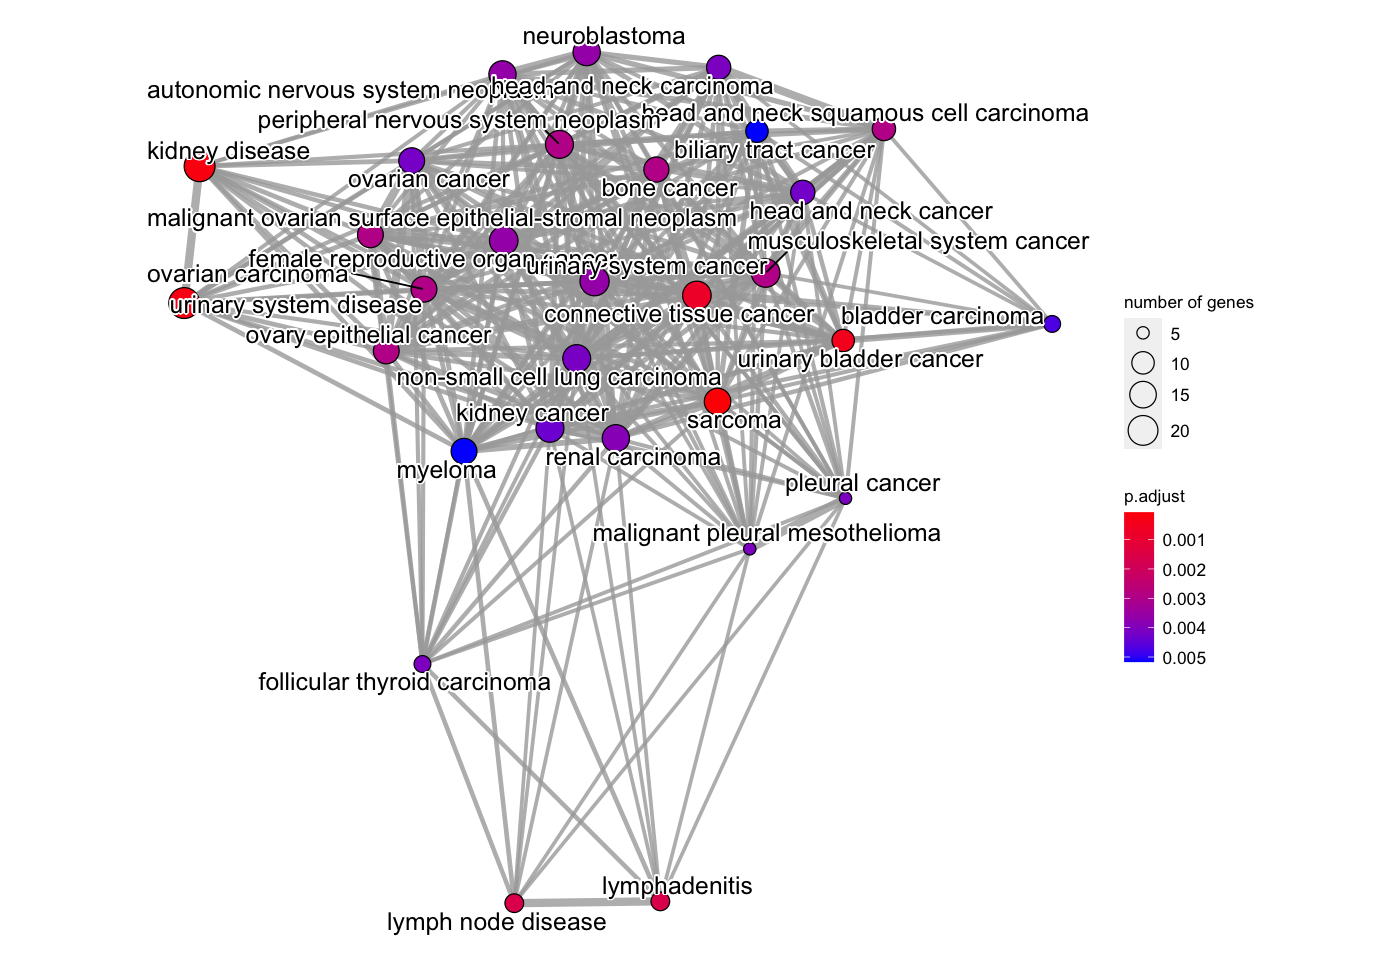 neuroblastoma
autonomic nervous system neoplasm
head and neck carcinoma
peripheral nervous system neoplasm
head and neck squamous cell carcinoma
kidney disease
biliary tract cancer
ovarian cancer
bone cancer
malignant ovarian surface epithelial-stromal neoplasm
head and neck cancer
musculoskeletal system cancer
female reproductive organ cancer
urinary system cancer
ovarian carcinoma
urinary system disease
connective tissue cancer
bladder carcinoma
ovary epithelial cancer
urinary bladder cancer
non-small cell lung carcinoma
kidney cancer
sarcoma
renal carcinoma
myeloma
pleural cancer
malignant pleural mesothelioma
follicular thyroid carcinoma
lymphadenitis
lymph node disease
number of genes
5
10
15
20
p.adjust
0.001
0.002
0.003
0.004
0.005